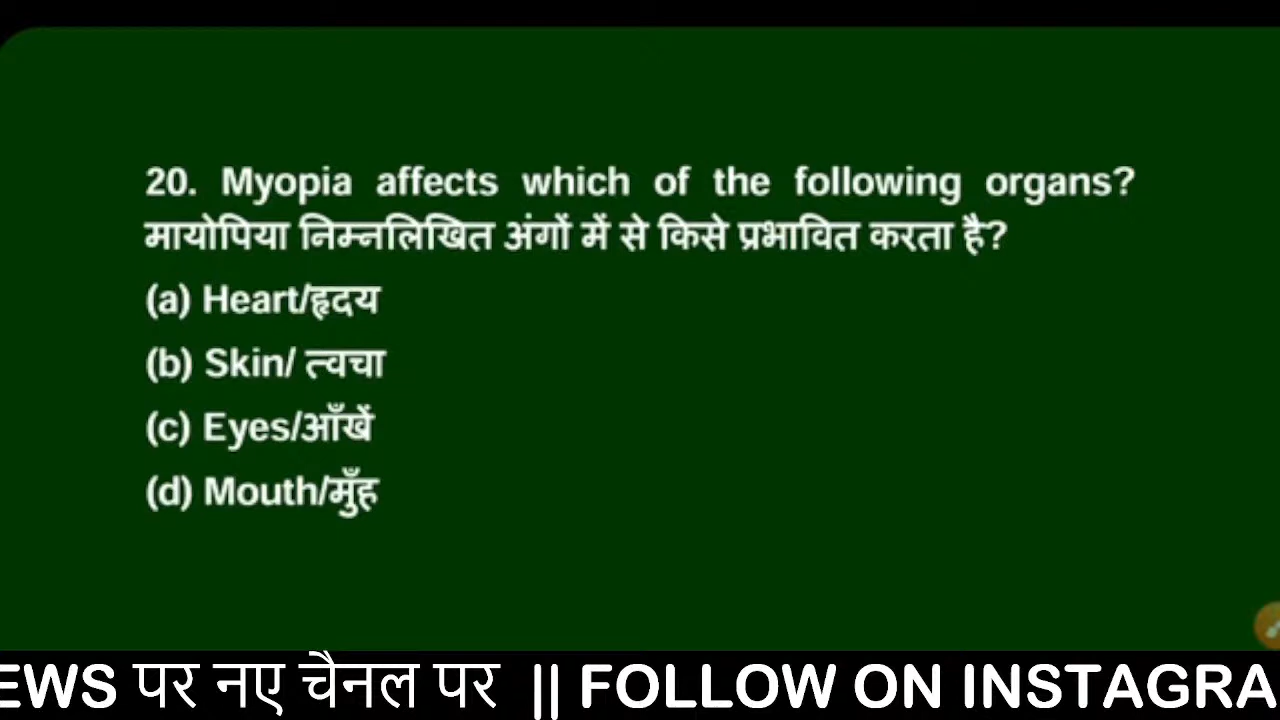 20. Myopia affects which of the following organs?
मायोपिया निम्नलिखित अंगों में से किसे प्रभावित करता है?
(a) Heart/हृदय
(b) Skin/ त्वचा
(c) Eyes/आँखें
(d) Mouth/मुँह
EWS पर नए चैनल पर || FOLLOW ON INSTAGRA